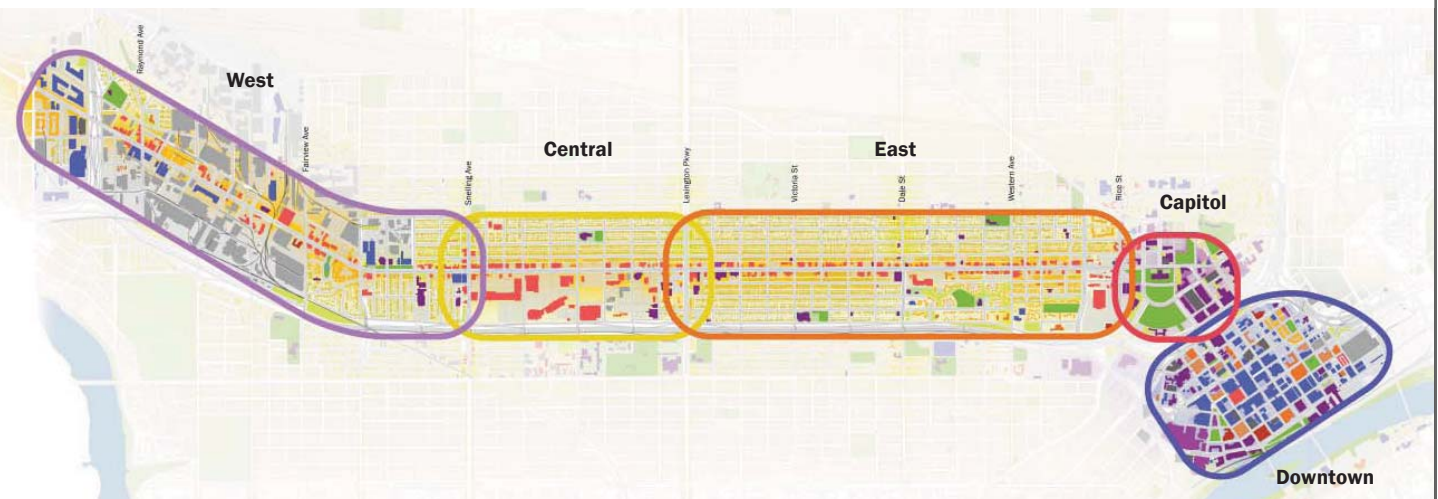 Raymond Ave
West
Fairview Ave
Snelling Ave
Central
Lexington Pkwy
Victoria St
East
Dale St
Western Ave
Rice St
Capitol
Downtown